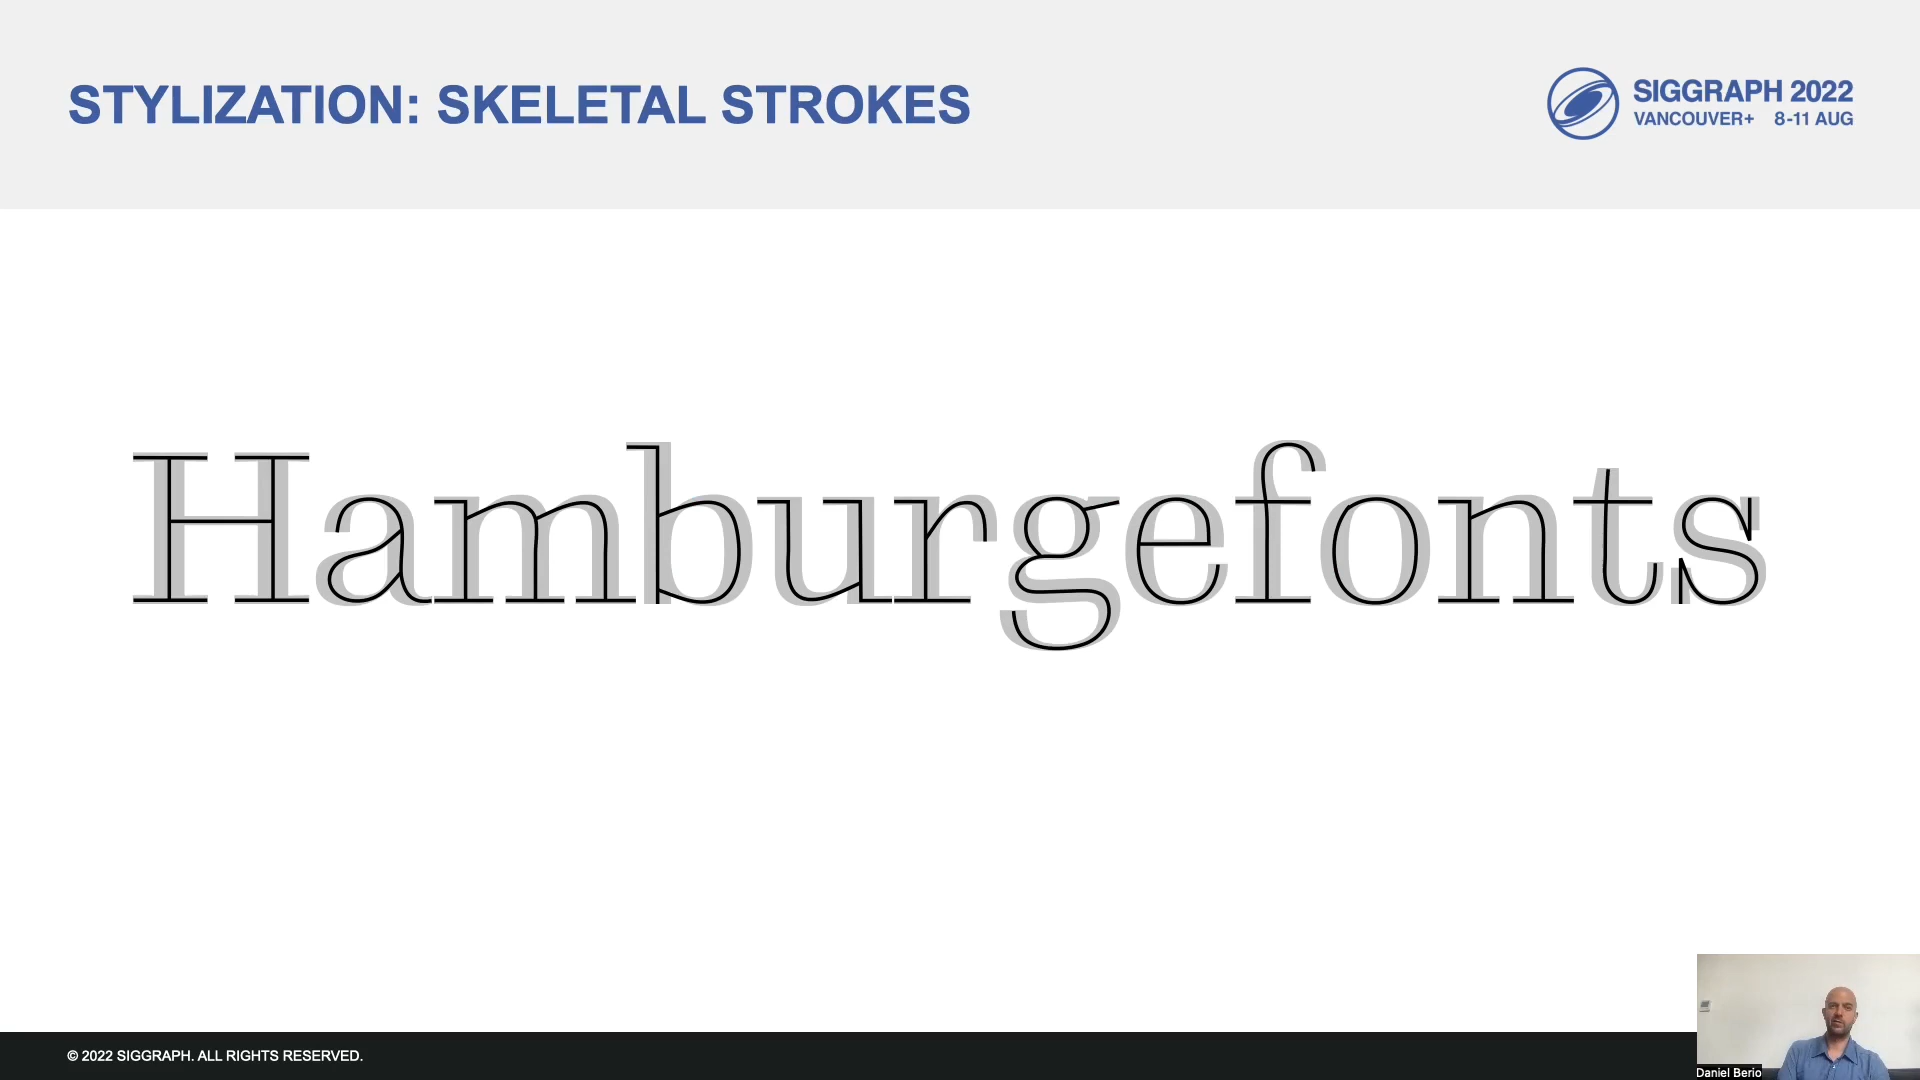 STYLIZATION: SKELETAL STROKES
SIGGRAPH 2022
VANCOUVER+ 8-11 AUG
Hamburgefonts
© 2022 SIGGRAPH. ALL RIGHTS RESERVED.
Daniel Berio